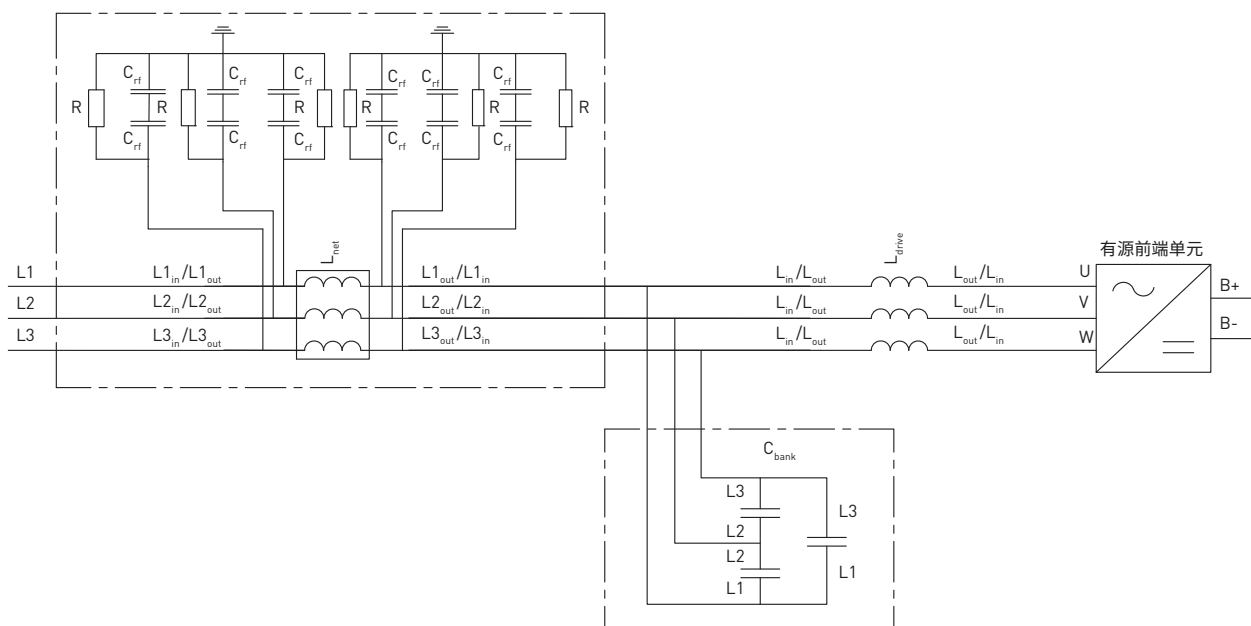 C_rf C_rf C_rf C_rf C_rf C_rf
R R R R R R
C_rf C_rf C_rf C_rf C_rf C_rf
L_net
L_drive
有源前端单元
L1 L1_in/L1_out L1_out/L1_in L_in/L_out L_out/L_in U
B+
L2 L2_in/L2_out L2_out/L2_in L_in/L_out L_out/L_in V
B-
L3 L3_in/L3_out L3_out/L3_in L_in/L_out L_out/L_in W
C_bank
L3
L3
L2
L2
L1
L1